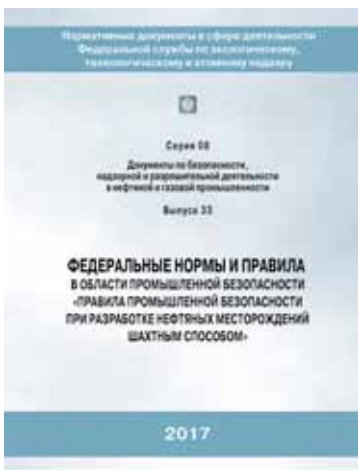 Нормативные документы в сфере деятельности
Федеральной службы по экологическому,
технологическому и атомному надзору
Серия 08
Документы по безопасности,
надзорной и разрешительной деятельности
в нефтяной и газовой промышленности
Выпуск 33
ФЕДЕРАЛЬНЫЕ НОРМЫ И ПРАВИЛА
В ОБЛАСТИ ПРОМЫШЛЕННОЙ БЕЗОПАСНОСТИ
«ПРАВИЛА ПРОМЫШЛЕННОЙ БЕЗОПАСНОСТИ
ПРИ РАЗРАБОТКЕ НЕФТЯНЫХ МЕСТОРОЖДЕНИЙ
ШАХТНЫМ СПОСОБОМ»
2017